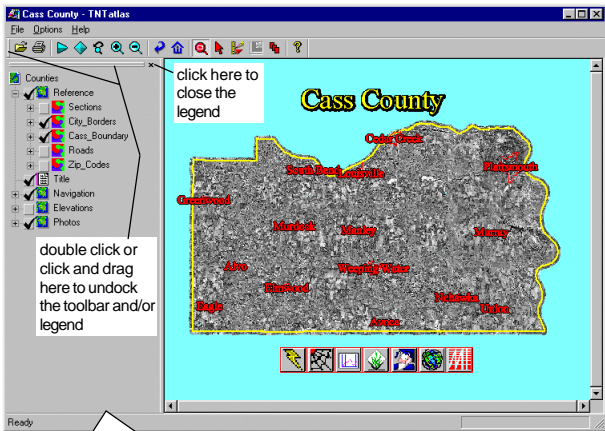 Cass County - TNTatlas
File Options Help
click here to
close the
legend
Counties
Reference
Sections
City_Borders
Cass_Boundary
Roads
Zip_Codes
Title
Navigation
Elevations
Photos
double click or
click and drag
here to undock
the toolbar and/or
legend
Cass County
Cedar Creek
South Bend
Louisville
Plattsmouth
Greenwood
Murdock
Manley
Murray
Alvo
Weeping Water
Elmwood
Nehawka
Eagle
Union
Avoca
Ready